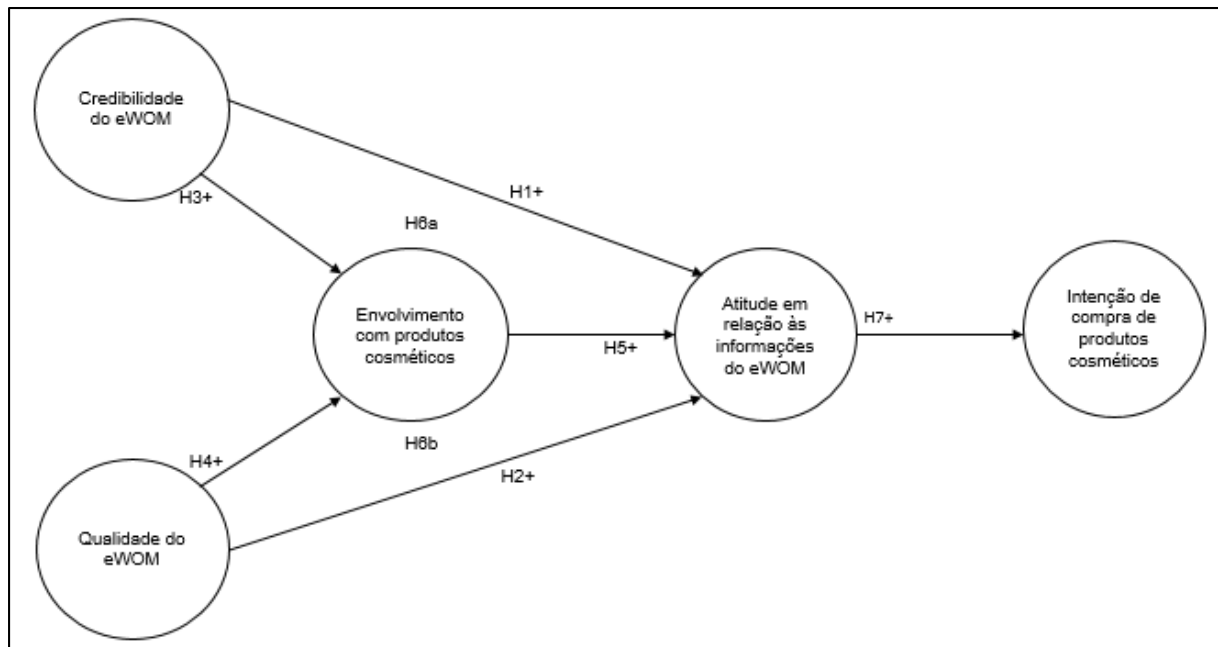 Credibilidade
do eWOM
H3+
H1+
H6a
Envolvimento
com produtos
cosméticos
H5+
Atitude em
relação às
informações
do eWOM
H7+
Intenção de
compra de
produtos
cosméticos
H6b
H4+
H2+
Qualidade do
eWOM